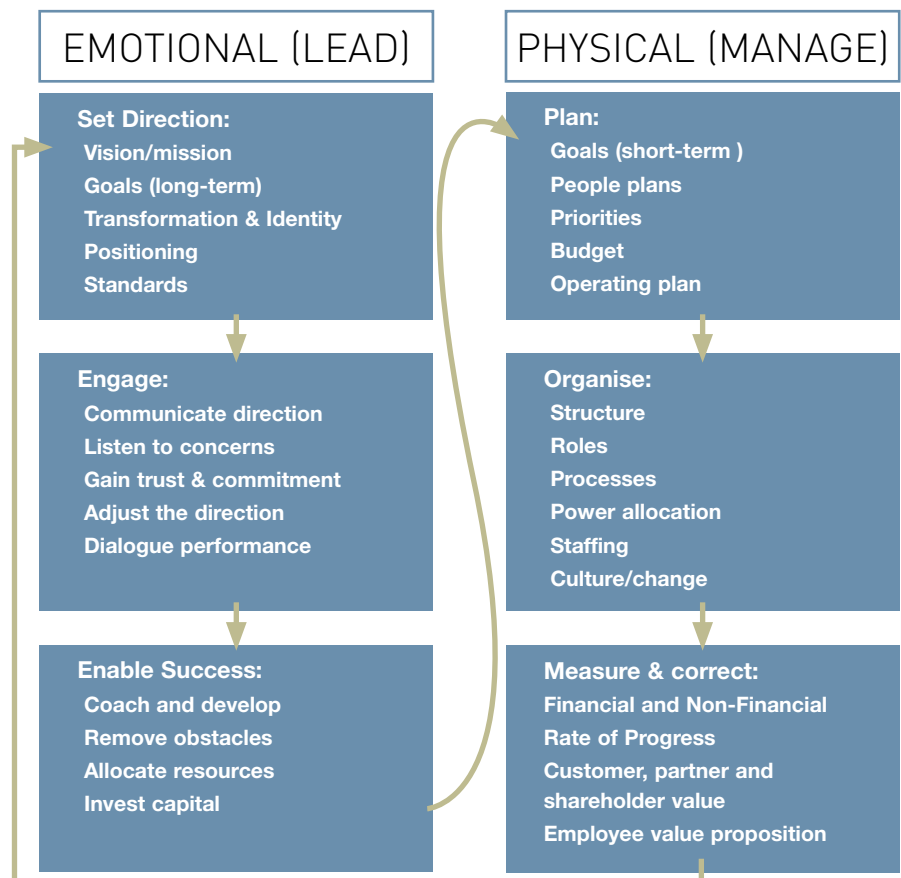 EMOTIONAL (LEAD)
Set Direction:
Vision/mission
Goals (long-term)
Transformation & Identity
Positioning
Standards
Engage:
Communicate direction
Listen to concerns
Gain trust & commitment
Adjust the direction
Dialogue performance
Enable Success:
Coach and develop
Remove obstacles
Allocate resources
Invest capital
PHYSICAL (MANAGE)
Plan:
Goals (short-term )
People plans
Priorities
Budget
Operating plan
Organise:
Structure
Roles
Processes
Power allocation
Staffing
Culture/change
Measure & correct:
Financial and Non-Financial
Rate of Progress
Customer, partner and
shareholder value
Employee value proposition